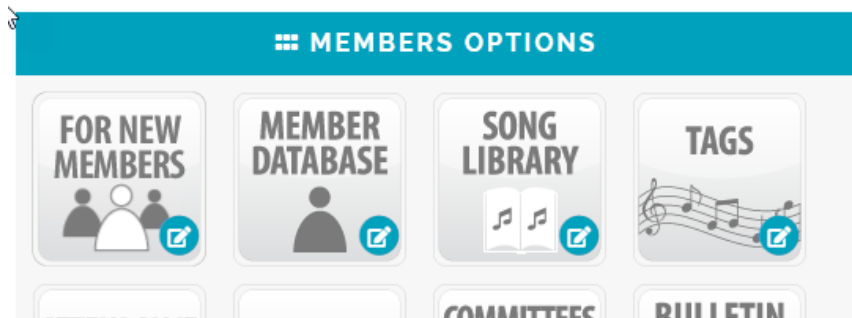 MEMBERS OPTIONS
FOR NEW
MEMBERS
MEMBER
DATABASE
SONG
LIBRARY
TAGS
COMMITTEES
BULLETIN